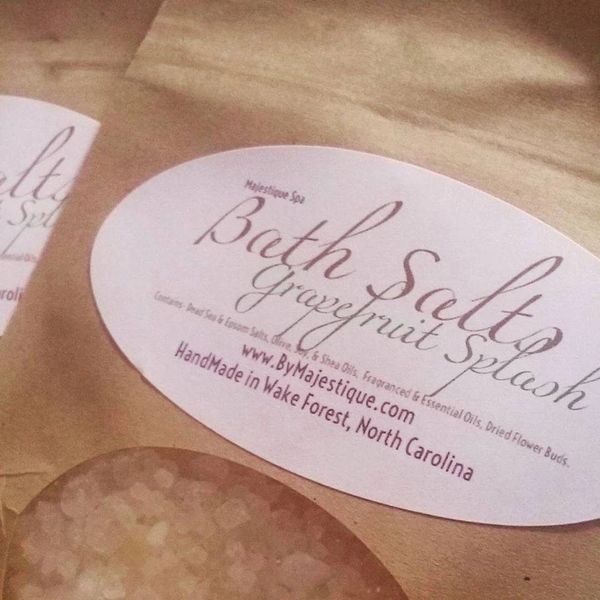 Majestique Spa
Bath Salts
Grapefruit Splash
Contains: Dead Sea & Epsom Salts, Olive, Soy, & Shea Oils, Fragranced & Essential Oils, Dried Flower Buds.
www.ByMajestique.com
HandMade in Wake Forest, North Carolina